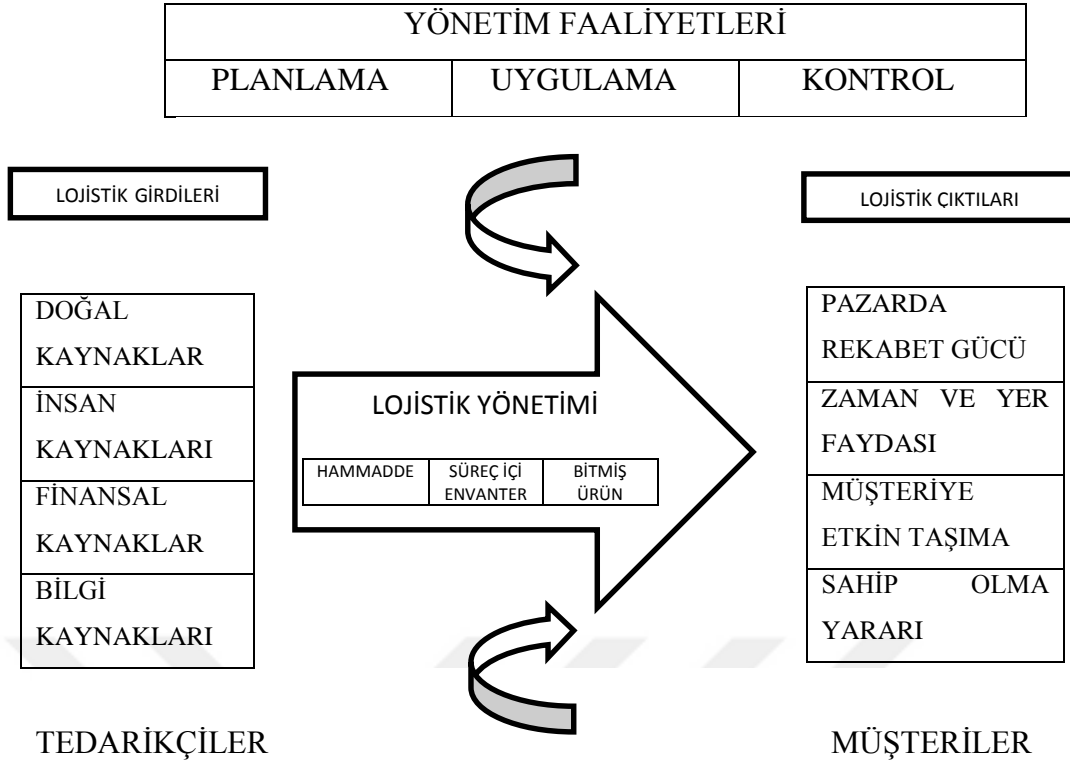 YÖNETİM FAALİYETLERİ
PLANLAMA UYGULAMA KONTROL
LOJİSTİK GİRDİLERİ
LOJİSTİK ÇIKTILARI
DOĞAL
KAYNAKLAR
İNSAN
KAYNAKLARI
FİNANSAL
KAYNAKLAR
BİLGİ
KAYNAKLARI
LOJİSTİK YÖNETİMİ
HAMMADDE
SÜREÇ İÇİ
ENVANTER
BİTMİŞ
ÜRÜN
PAZARDA
REKABET GÜCÜ
ZAMAN VE YER
FAYDASI
MÜŞTERİYE
ETKİN TAŞIMA
SAHİP OLMA
YARARI
TEDARİKÇİLER
MÜŞTERİLER